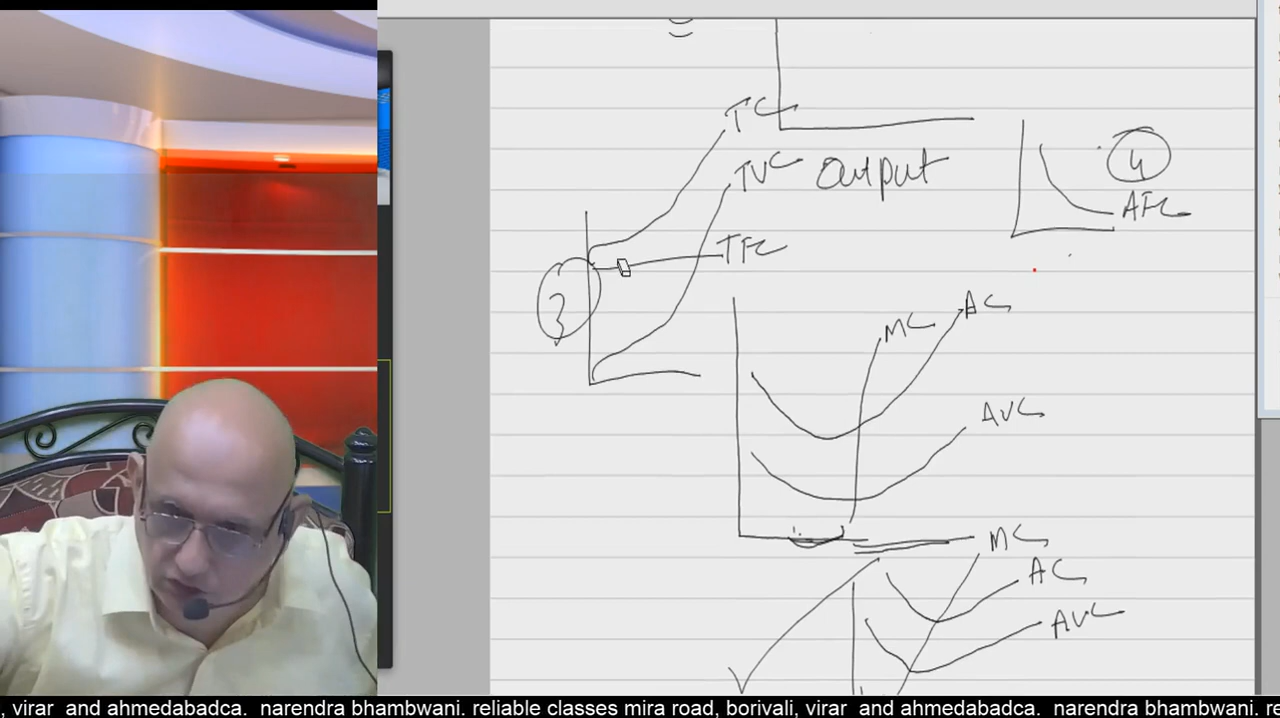 TC
TVC
Output
4
AFC
TFC
3
AC
MC
AVC
MC
AC
AVC
, virar and ahmedabadca. narendra bhambwani. reliable classes mira road, borivali, virar and ahmedabadca. narendra bhambwani. re